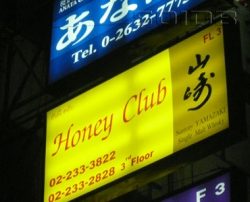 あな
Tel. 0-2632-777
FL 3
Honey Club
山崎
Suntory YAMAZAKI
Single Malt Whisky
02-233-3822
02-233-2828 3rd Floor
F 3